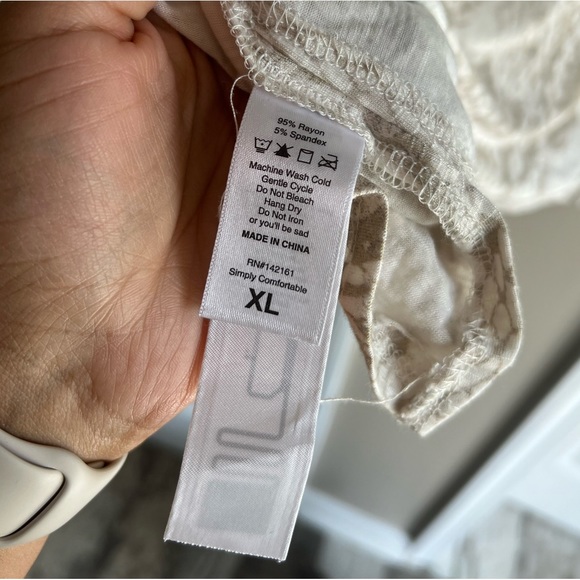 95% Rayon
5% Spandex
Machine Wash Cold
Gentle Cycle
Do Not Bleach
Hang Dry
Do Not Iron
or you'll be sad
MADE IN CHINA
RN#142161
Simply Comfortable
XL